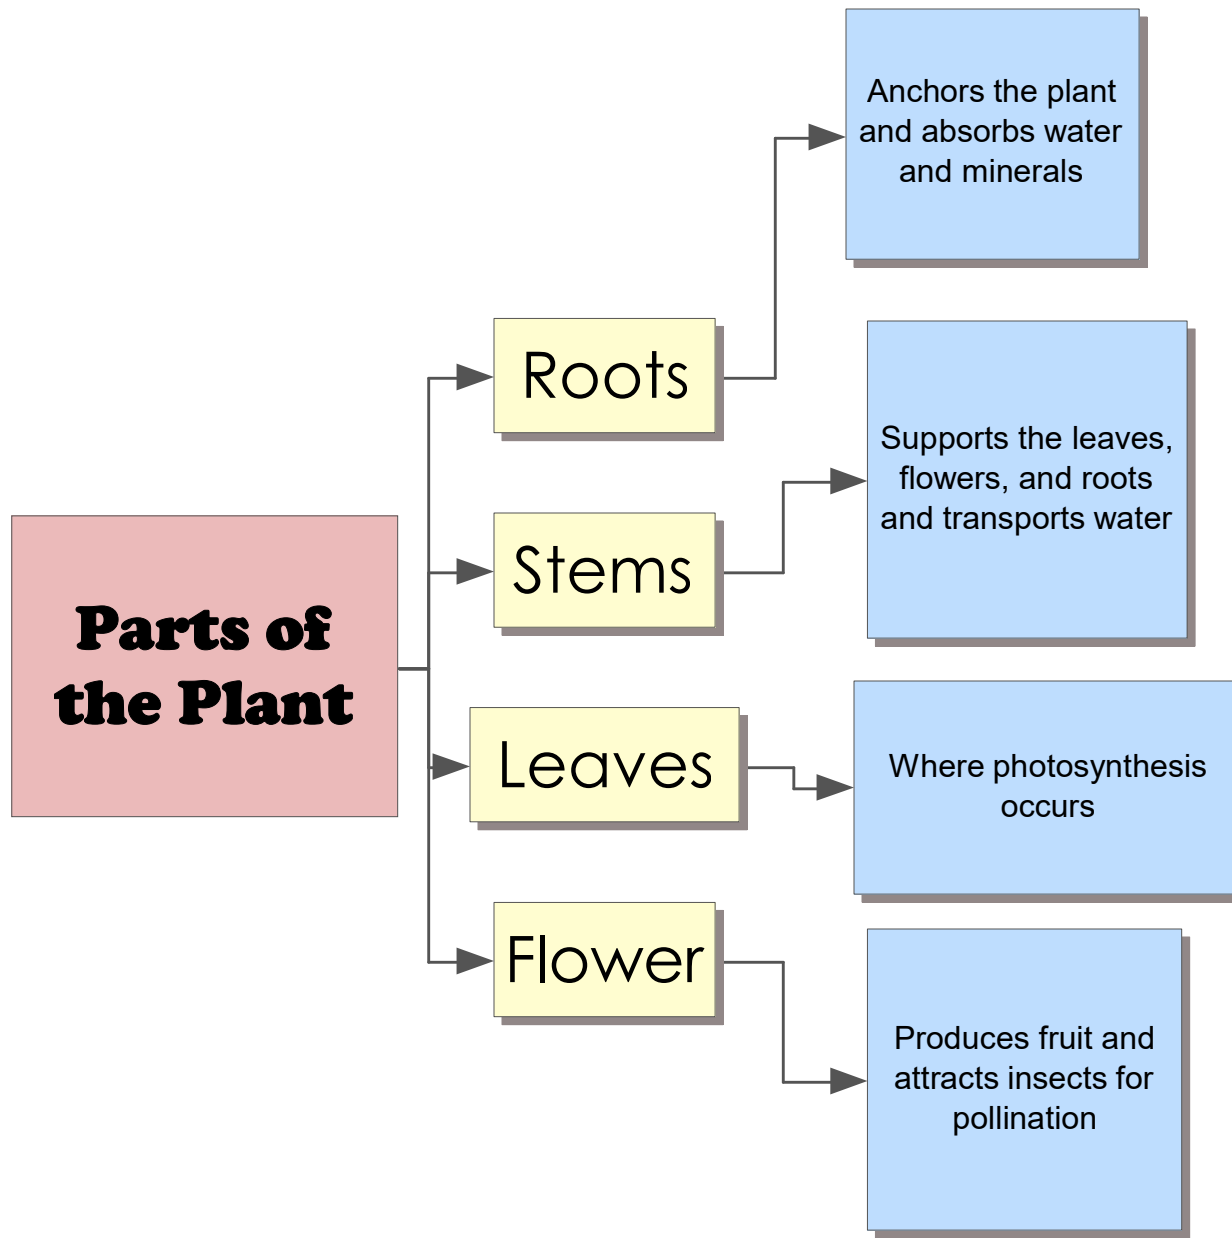 Parts of
the Plant
Roots
Anchors the plant
and absorbs water
and minerals
Stems
Supports the leaves,
flowers, and roots
and transports water
Leaves
Where photosynthesis
occurs
Flower
Produces fruit and
attracts insects for
pollination